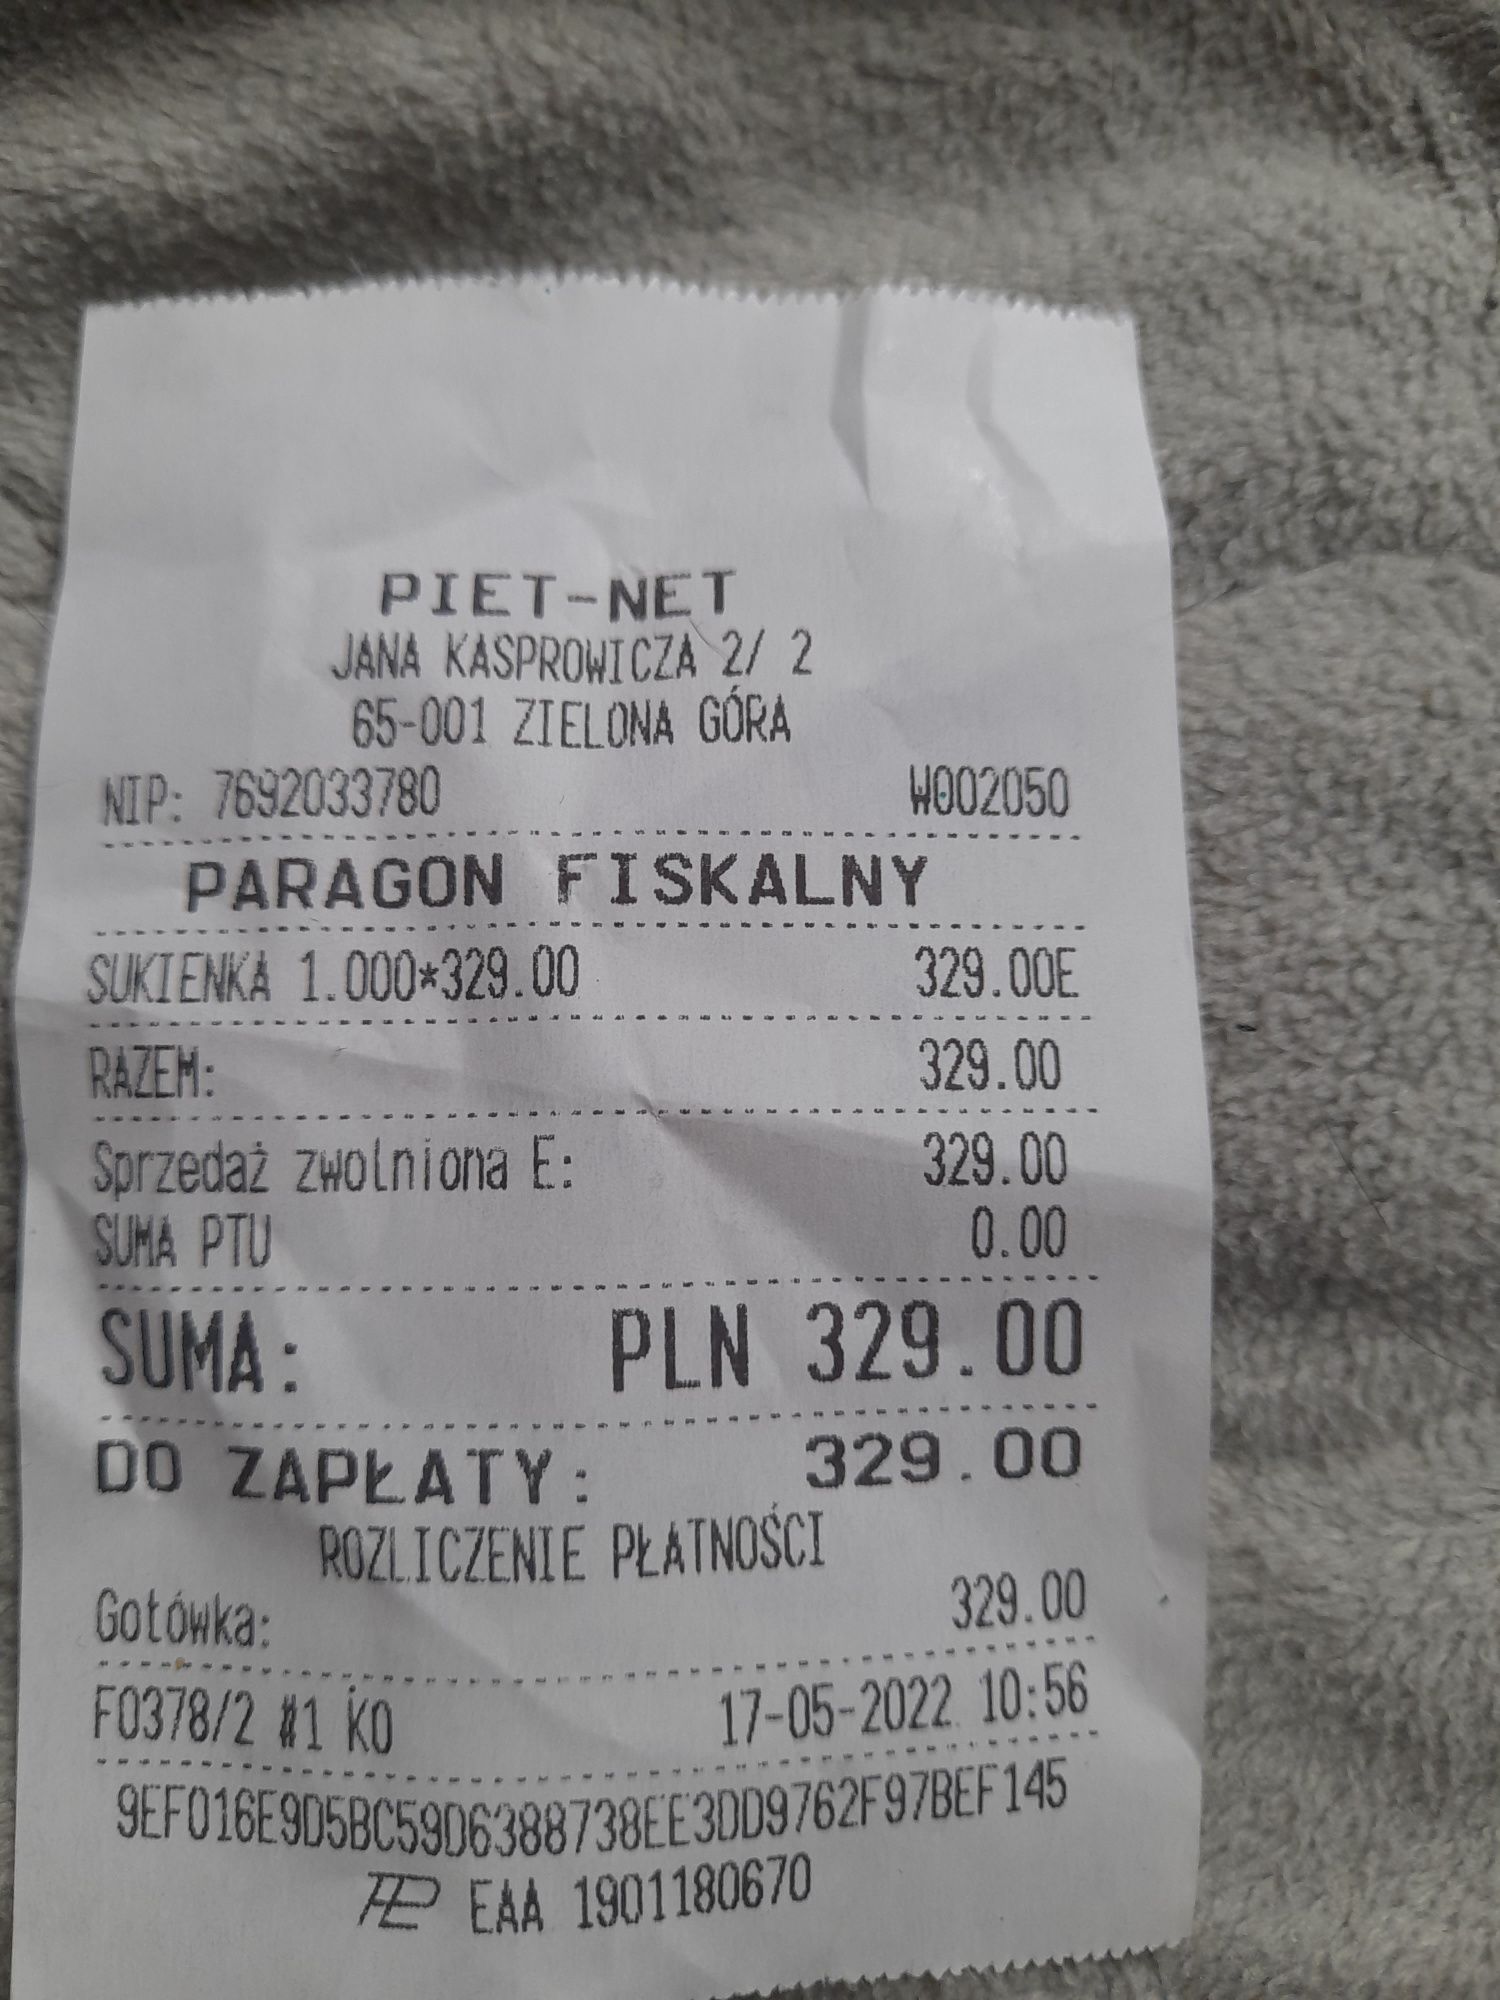 PIET-NET
JANA KASPROWICZA 2/ 2
65-001 ZIELONA GÓRA
NIP: 7692033780 W002050
PARAGON FISKALNY
SUKIENKA 1.000*329.00 329.00E
RAZEM: 329.00
Sprzedaż zwolniona E: 329.00
SUMA PTU 0.00
SUMA: PLN 329.00
DO ZAPŁATY: 329.00
ROZLICZENIE PŁATNOŚCI
Gotówka: 329.00
F0378/2 #1 KO 17-05-2022 10:56
9EF016E9D5BC59D6388738EE3DD9762F97BEF145
EAA 1901180670